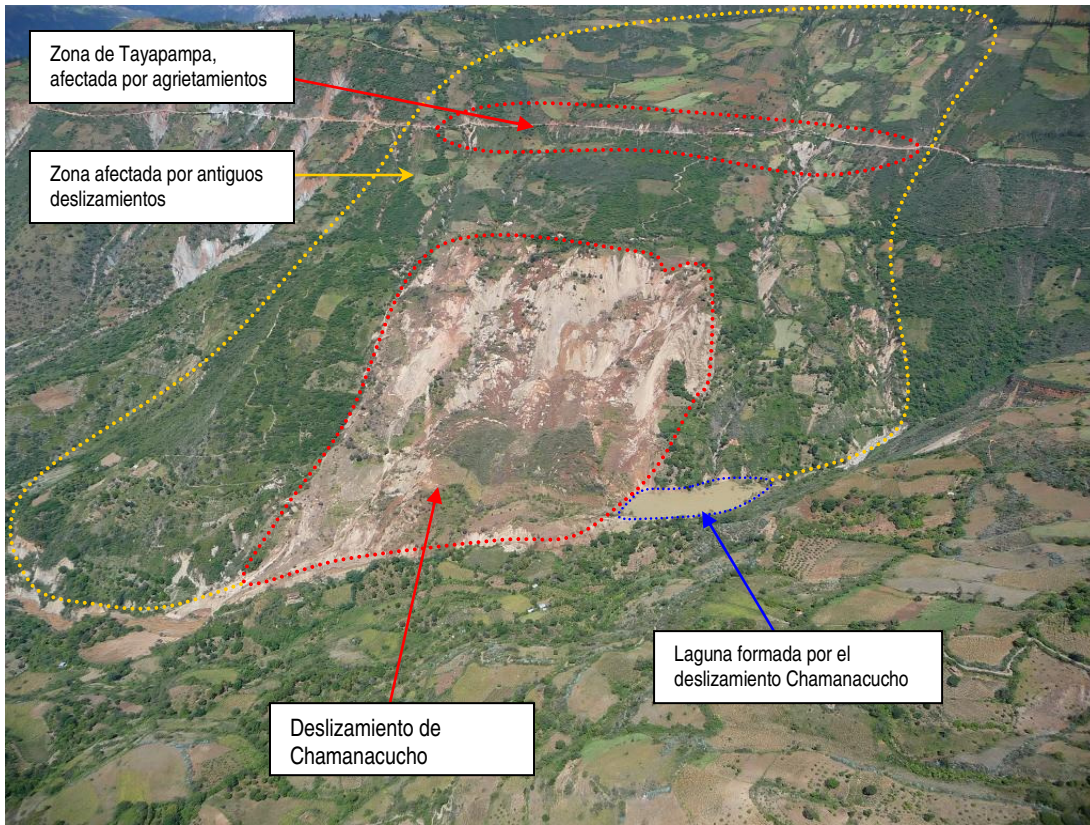 Zona de Tayapampa,
afectada por agrietamientos
Zona afectada por antiguos
deslizamientos
Laguna formada por el
deslizamiento Chamanacucho
Deslizamiento de
Chamanacucho